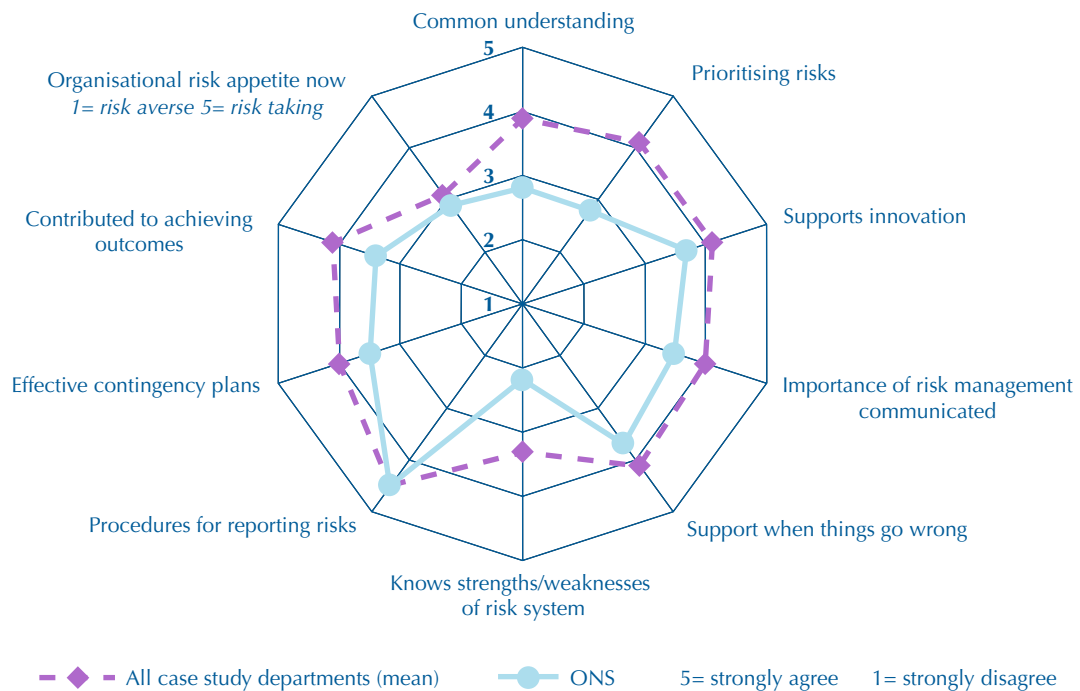 Common understanding
5
Prioritising risks
Organisational risk appetite now
1= risk averse 5= risk taking
4
3
Contributed to achieving
outcomes
Supports innovation
2
1
Effective contingency plans
Importance of risk management
communicated
Procedures for reporting risks
Support when things go wrong
Knows strengths/weaknesses
of risk system
All case study departments (mean) ONS 5= strongly agree 1= strongly disagree